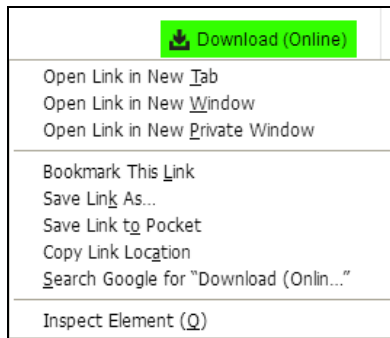 Download (Online)
Open Link in New Tab
Open Link in New Window
Open Link in New Private Window
Bookmark This Link
Save Link As...
Save Link to Pocket
Copy Link Location
Search Google for “Download (Onlin...”
Inspect Element (Q)